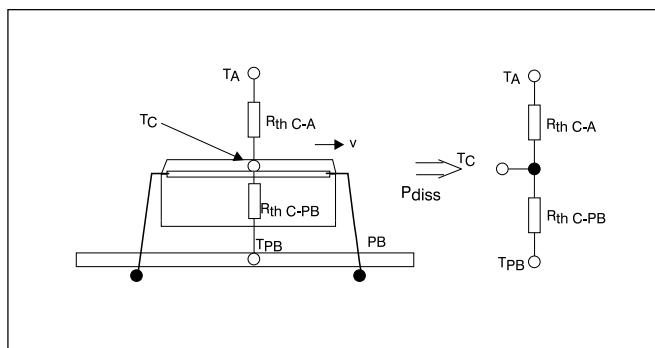 TA
Rth C-A
TC
v
Rth C-PB
TPB
PB
Pdiss
TA
Rth C-A
TC
Rth C-PB
TPB